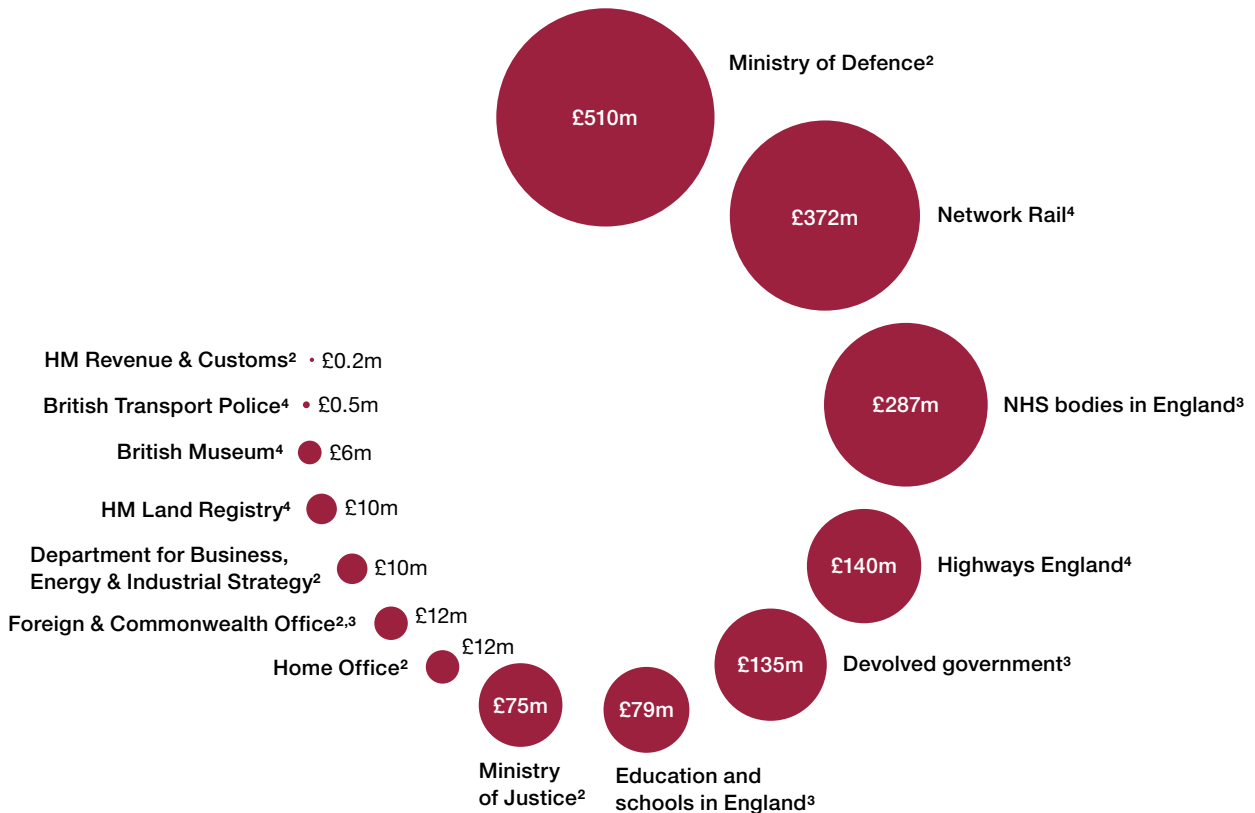 Ministry of Defence²
£510m
£372m
Network Rail⁴
HM Revenue & Customs² £0.2m
British Transport Police⁴ £0.5m
£287m
NHS bodies in England³
British Museum⁴ £6m
HM Land Registry⁴ £10m
Department for Business,
Energy & Industrial Strategy²
£10m
£140m
Highways England⁴
Foreign & Commonwealth Office²,³ £12m
Home Office² £12m
£135m
Devolved government³
£75m
£79m
Ministry
of Justice²
Education and
schools in England³